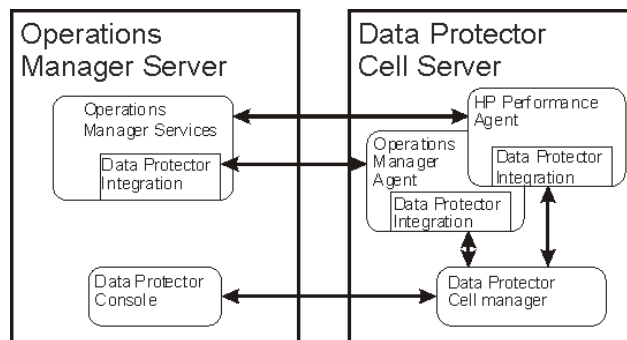 Operations
Manager Server
Operations
Manager Services
Data Protector
Integration
Data Protector
Console
Data Protector
Cell Server
HP Performance
Agent
Data Protector
Integration
Operations
Manager
Agent
Data Protector
Integration
Data Protector
Cell manager